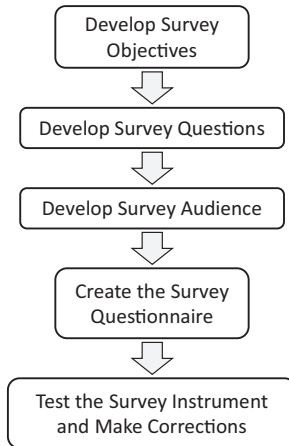 Develop Survey
Objectives
Develop Survey Questions
Develop Survey Audience
Create the Survey
Questionnaire
Test the Survey Instrument
and Make Corrections